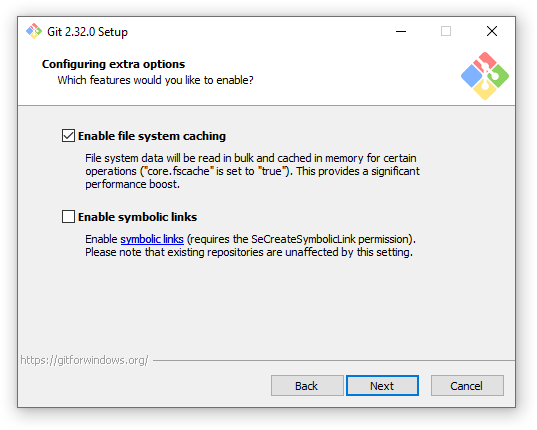 Git 2.32.0 Setup
Configuring extra options
Which features would you like to enable?
Enable file system caching
File system data will be read in bulk and cached in memory for certain
operations ("core.fscache" is set to "true"). This provides a significant
performance boost.
Enable symbolic links
Enable symbolic links (requires the SeCreateSymbolicLink permission).
Please note that existing repositories are unaffected by this setting.
https://gitforwindows.org/
Back Next Cancel